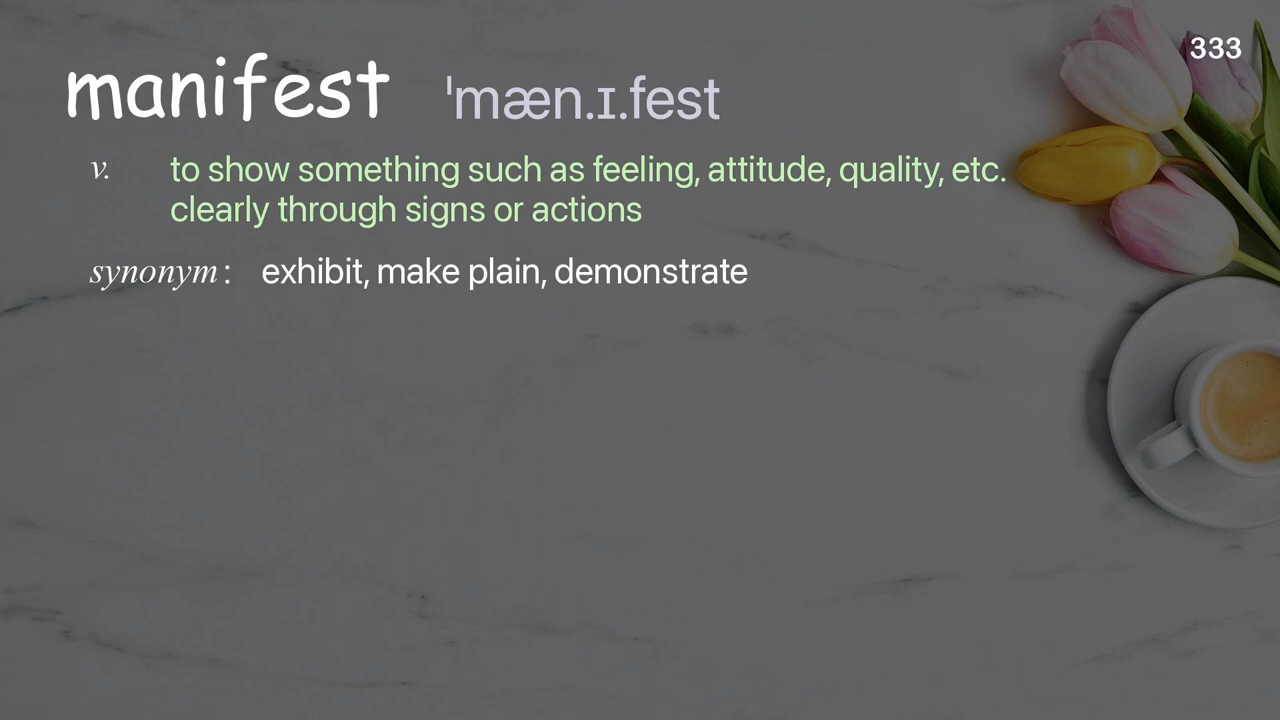 333
manifest ˈmæn.ɪ.fest
v. to show something such as feeling, attitude, quality, etc.
clearly through signs or actions
synonym : exhibit, make plain, demonstrate